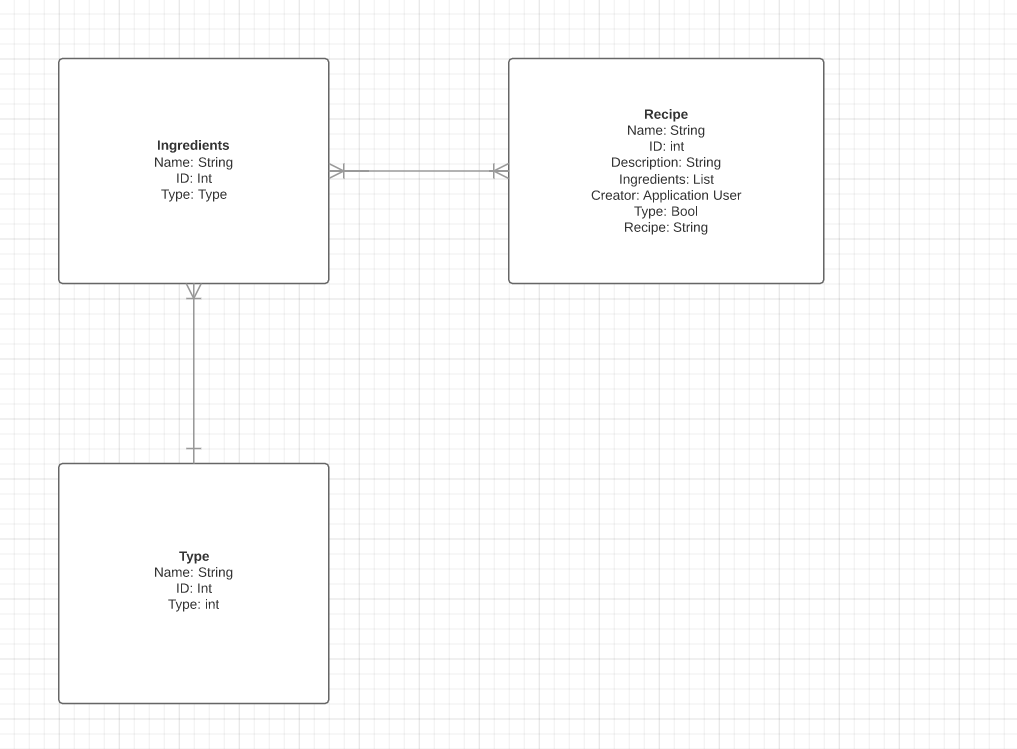 Ingredients
Name: String
ID: Int
Type: Type
Recipe
Name: String
ID: int
Description: String
Ingredients: List
Creator: Application User
Type: Bool
Recipe: String
Type
Name: String
ID: Int
Type: int